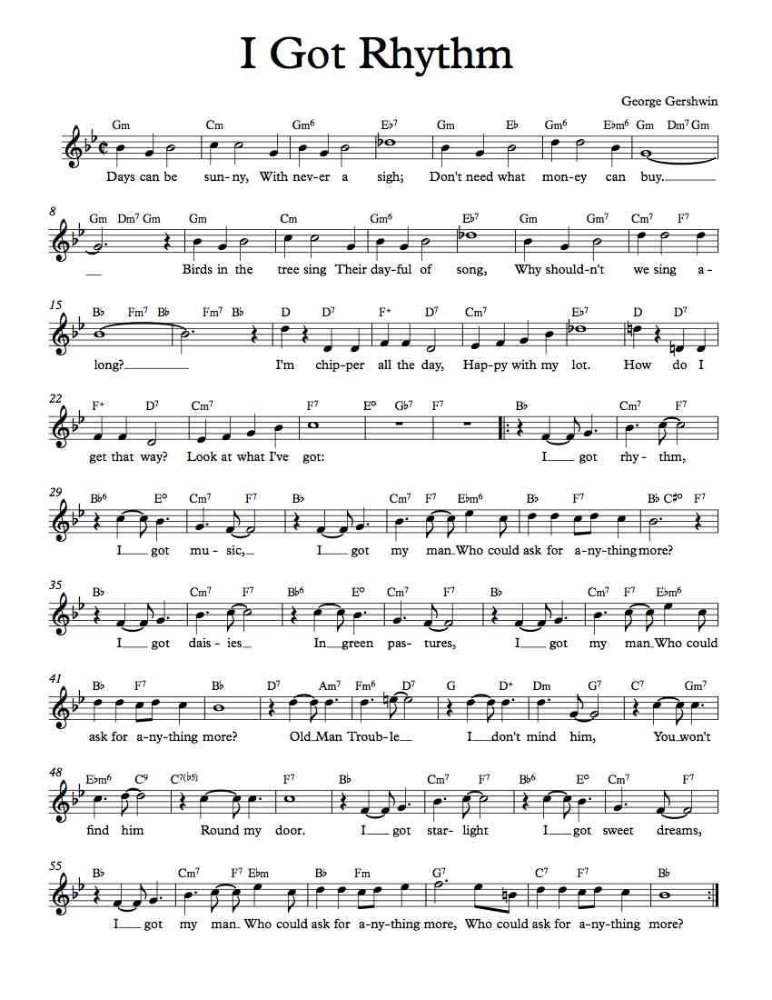 I Got Rhythm
George Gershwin
Gm Cm Gm6 E♭7 Gm E♭ Gm6 E♭m6 Gm Dm7 Gm
Days can be sun-ny, With nev-er a sigh; Don't need what mon-ey can buy.
8
Gm Dm7 Gm Gm Cm Gm6 E♭7 Gm Gm7 Cm7 F7
Birds in the tree sing Their day-ful of song, Why should-n't we sing a-
15
B♭ Fm7 B♭ Fm7 B♭ D D7 F+ D7 Cm7 E♭7 D D7
long? I'm chip-per all the day, Hap-py with my lot. How do I
22
F+ D7 Cm7 F7 E° G♭7 F7 B♭ Cm7 F7
get that way? Look at what I've got: I got rhy-thm,
29
B♭6 E° Cm7 F7 B♭ Cm7 F7 E♭m6 B♭ F7 B♭ C#° F7
I got mu-sic, I got my man Who could ask for a-ny-thing more?
35
B♭ Cm7 F7 B♭6 E° Cm7 F7 B♭ Cm7 F7 E♭m6
I got dais-ies In green pas-tures, I got my man Who could
41
B♭ F7 B♭ D7 Am7 Fm6 D7 G D+ Dm G7 C7 Gm7
ask for a-ny-thing more? Old Man Troub-le I don't mind him, You won't
48
E♭m6 C9 C7(♭5) F7 B♭ Cm7 F7 B♭6 E° Cm7 F7
find him Round my door. I got star-light I got sweet dreams,
55
B♭ Cm7 F7 E♭m B♭ Fm G7 C7 F7 B♭
I got my man Who could ask for a-ny-thing more, Who could ask for a-ny-thing more?